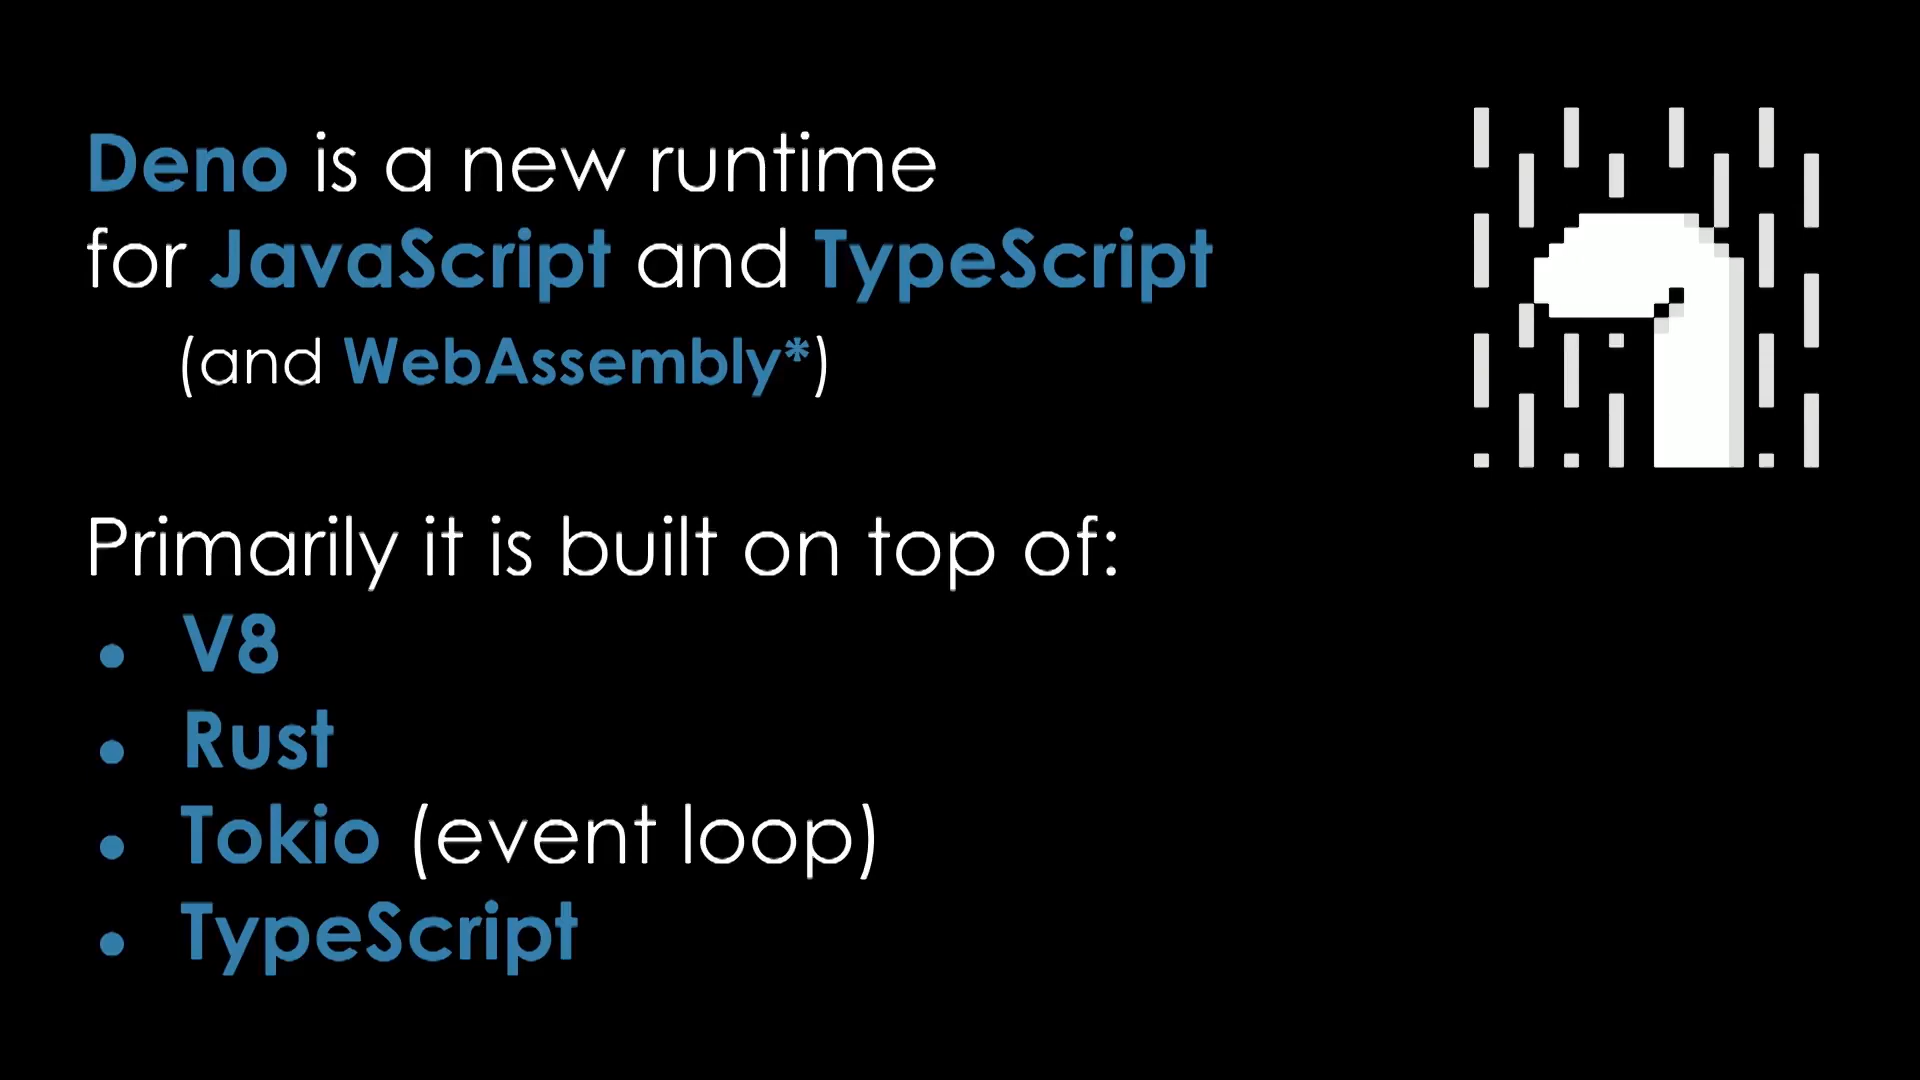 Deno is a new runtime
for JavaScript and TypeScript
(and WebAssembly*)
Primarily it is built on top of:
• V8
• Rust
• Tokio (event loop)
• TypeScript